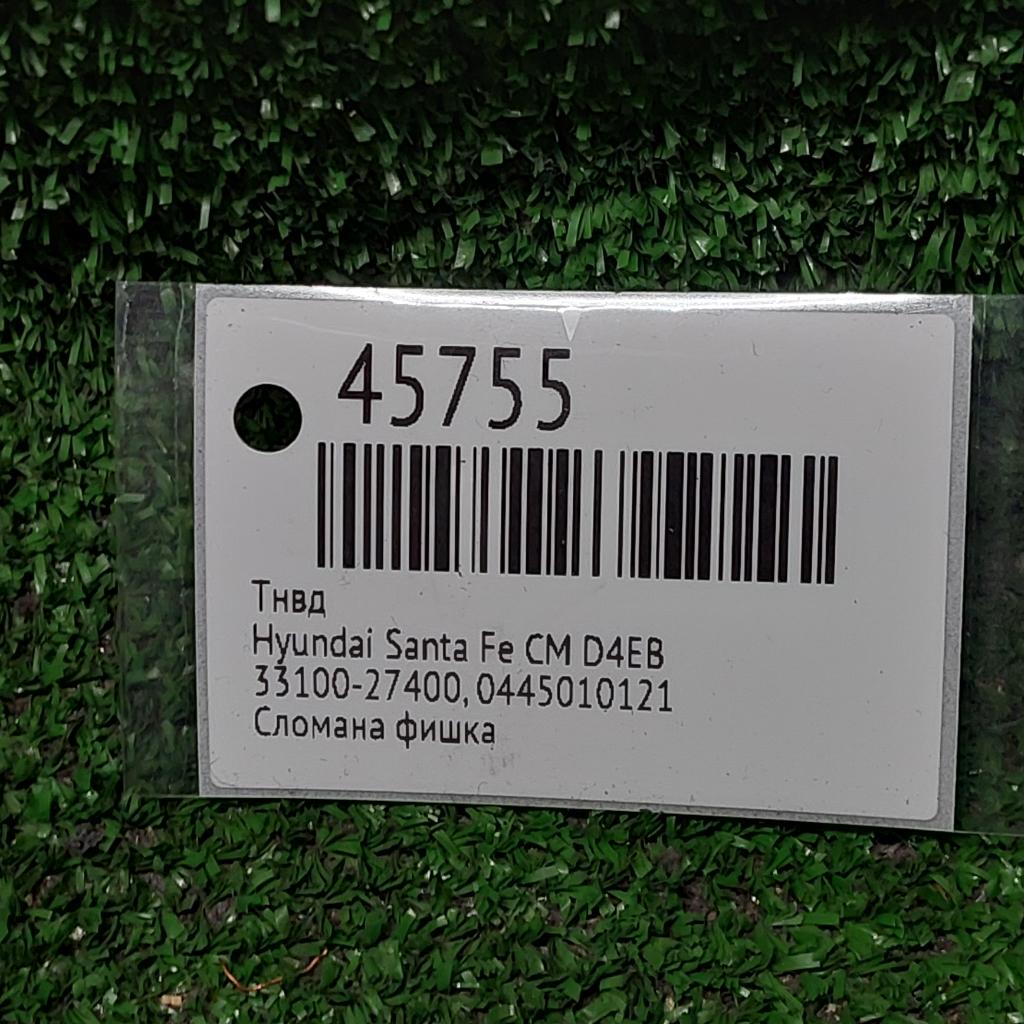 45755
Тнвд
Hyundai Santa Fe CM D4EB
33100-27400, 0445010121
Сломана фишка